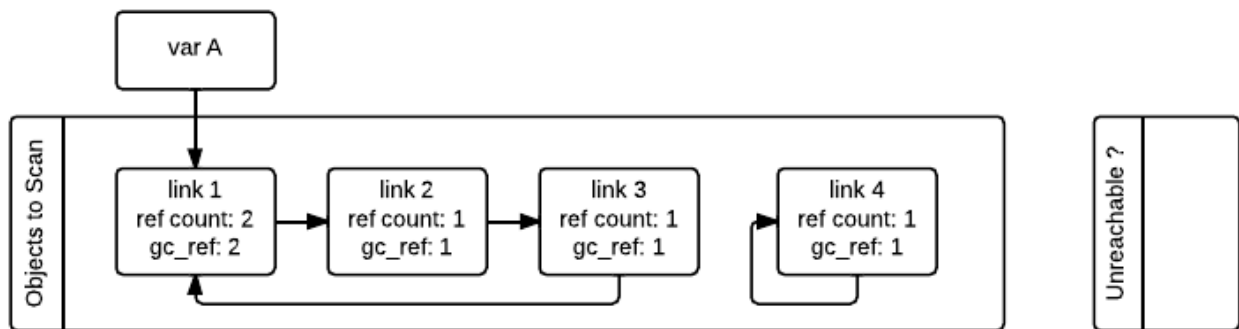 var A
Objects to Scan
link 1
ref count: 2
gc_ref: 2
link 2
ref count: 1
gc_ref: 1
link 3
ref count: 1
gc_ref: 1
link 4
ref count: 1
gc_ref: 1
Unreachable ?